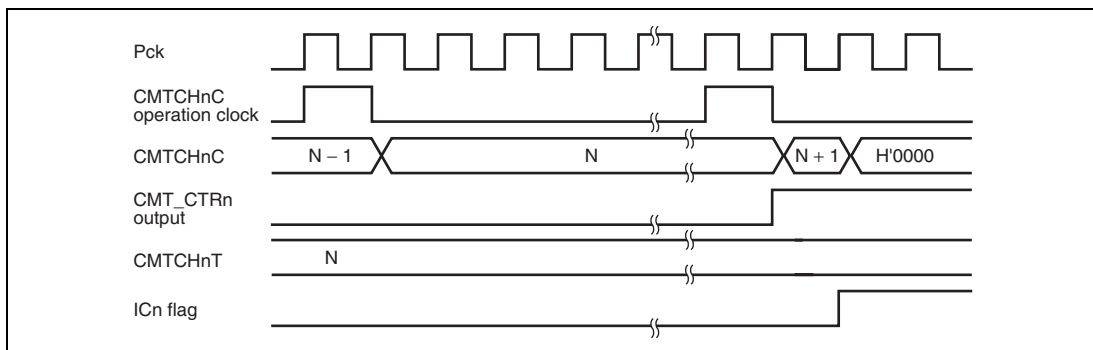 Pck
CMTCHnC
operation clock
CMTCHnC
N – 1
N
N + 1
H'0000
CMT_CTRn
output
CMTCHnT
N
ICn flag